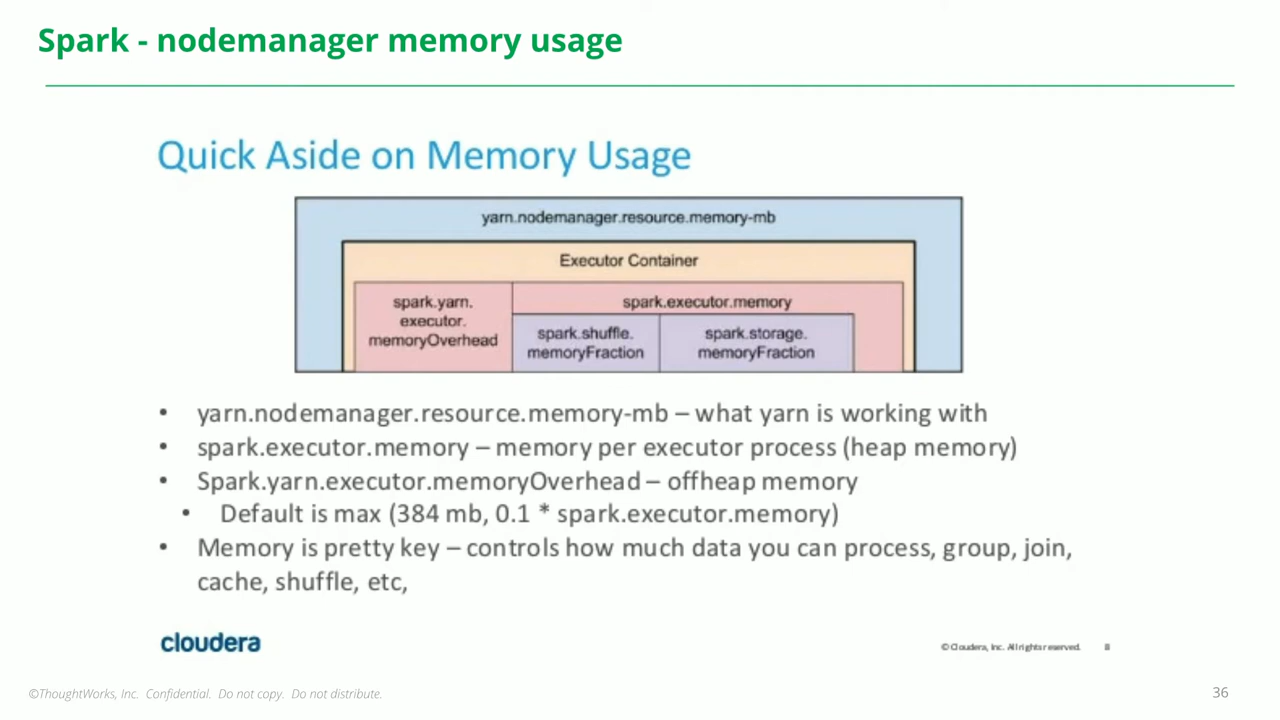 Spark - nodemanager memory usage
Quick Aside on Memory Usage
yarn.nodemanager.resource.memory-mb
Executor Container
spark.yarn.
executor.
memoryOverhead
spark.executor.memory
spark.shuffle.
memoryFraction
spark.storage.
memoryFraction
• yarn.nodemanager.resource.memory-mb – what yarn is working with
• spark.executor.memory – memory per executor process (heap memory)
• Spark.yarn.executor.memoryOverhead – offheap memory
• Default is max (384 mb, 0.1 * spark.executor.memory)
• Memory is pretty key – controls how much data you can process, group, join,
cache, shuffle, etc,
cloudera
© Cloudera, Inc. All rights reserved. 8
©ThoughtWorks, Inc. Confidential. Do not copy. Do not distribute.
36